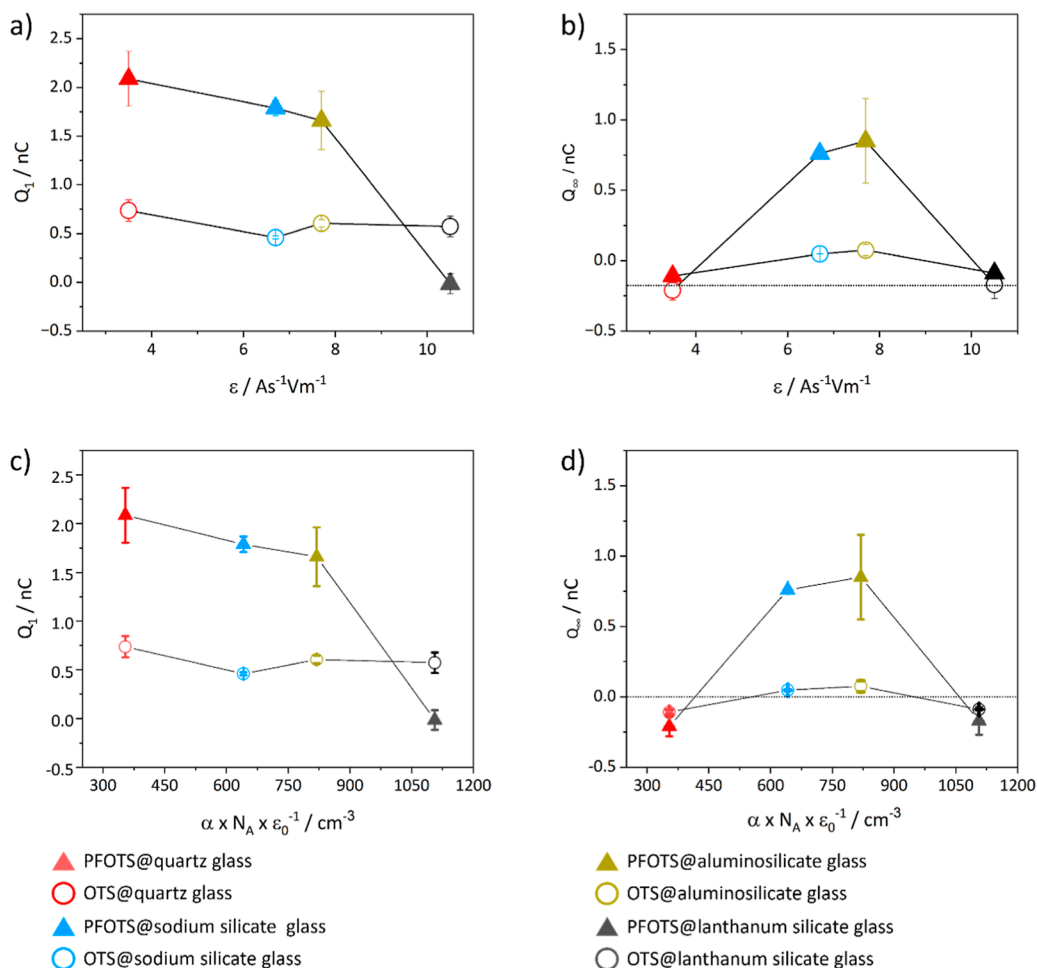 a)
2.5
2.0
1.5
1.0
0.5
0.0
−0.5
Q₁ / nC
4 6 8 10
ε / As⁻¹Vm⁻¹
b)
1.5
1.0
0.5
0.0
−0.5
Q∞ / nC
4 6 8 10
ε / As⁻¹Vm⁻¹
c)
2.5
2.0
1.5
1.0
0.5
0.0
-0.5
Q₁ / nC
300 450 600 750 900 1050 1200
α x N_A x ε₀⁻¹ / cm⁻³
d)
1.5
1.0
0.5
0.0
-0.5
Q∞ / nC
300 450 600 750 900 1050 1200
α x N_A x ε₀⁻¹ / cm⁻³
PFOTS@quartz glass
OTS@quartz glass
PFOTS@sodium silicate glass
OTS@sodium silicate glass
PFOTS@aluminosilicate glass
OTS@aluminosilicate glass
PFOTS@lanthanum silicate glass
OTS@lanthanum silicate glass